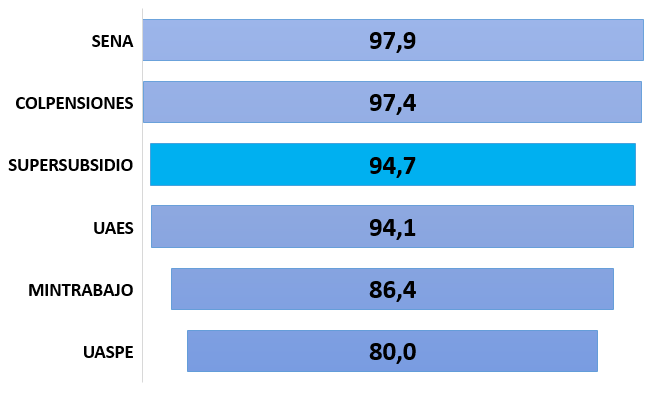 SENA 97,9
COLPENSIONES 97,4
SUPERSUBSIDIO 94,7
UAES 94,1
MINTRABAJO 86,4
UASPE 80,0